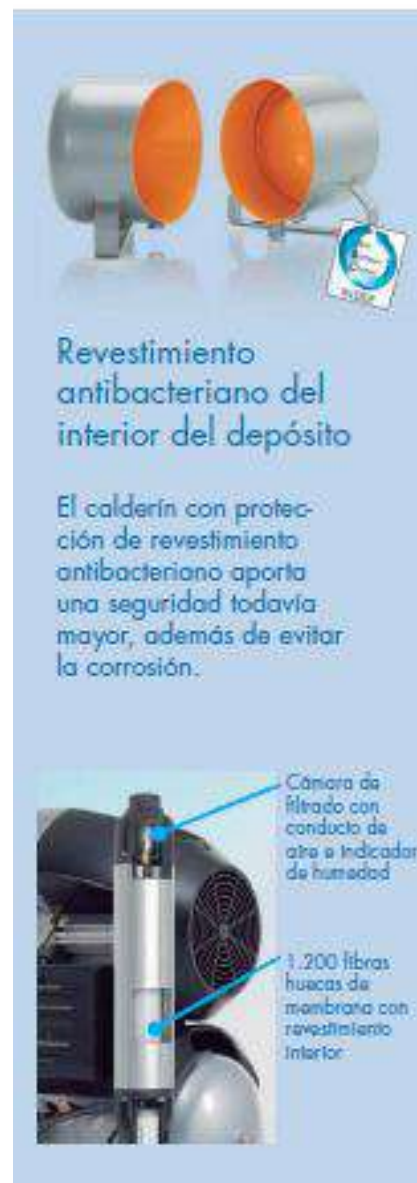 Revestimiento
antibacteriano del
interior del depósito
El calderín con protec-
ción de revestimiento
antibacteriano aporta
una seguridad todavía
mayor, además de evitar
la corrosión.
Cámara de
filtrado con
conducto de
aire e indicador
de humedad
1.200 fibras
huecas de
membrana con
revestimiento
interior